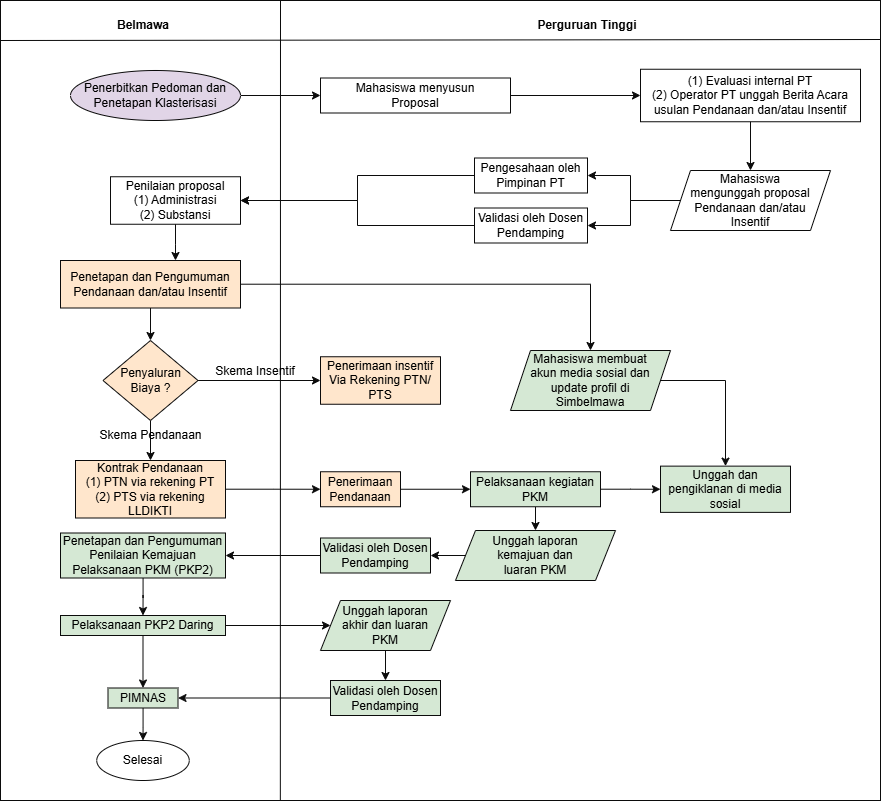 Belmawa
Perguruan Tinggi
Penerbitan Pedoman dan
Penetapan Klasterisasi
Mahasiswa menyusun
Proposal
(1) Evaluasi internal PT
(2) Operator PT unggah Berita Acara
usulan Pendanaan dan/atau Insentif
Mahasiswa
mengunggah proposal
Pendanaan dan/atau
Insentif
Pengesahaan oleh
Pimpinan PT
Validasi oleh Dosen
Pendamping
Penilaian proposal
(1) Administrasi
(2) Substansi
Penetapan dan Pengumuman
Pendanaan dan/atau Insentif
Penyaluran
Biaya ?
Skema Insentif
Penerimaan insentif
Via Rekening PTN/
PTS
Mahasiswa membuat
akun media sosial dan
update profil di
Simbelmawa
Skema Pendanaan
Kontrak Pendanaan
(1) PTN via rekening PT
(2) PTS via rekening
LLDIKTI
Penerimaan
Pendanaan
Pelaksanaan kegiatan
PKM
Unggah dan
pengiklanan di media
sosial
Unggah laporan
kemajuan dan
luaran PKM
Validasi oleh Dosen
Pendamping
Penetapan dan Pengumuman
Penilaian Kemajuan
Pelaksanaan PKM (PKP2)
Pelaksanaan PKP2 Daring
Unggah laporan
akhir dan luaran
PKM
Validasi oleh Dosen
Pendamping
PIMNAS
Selesai